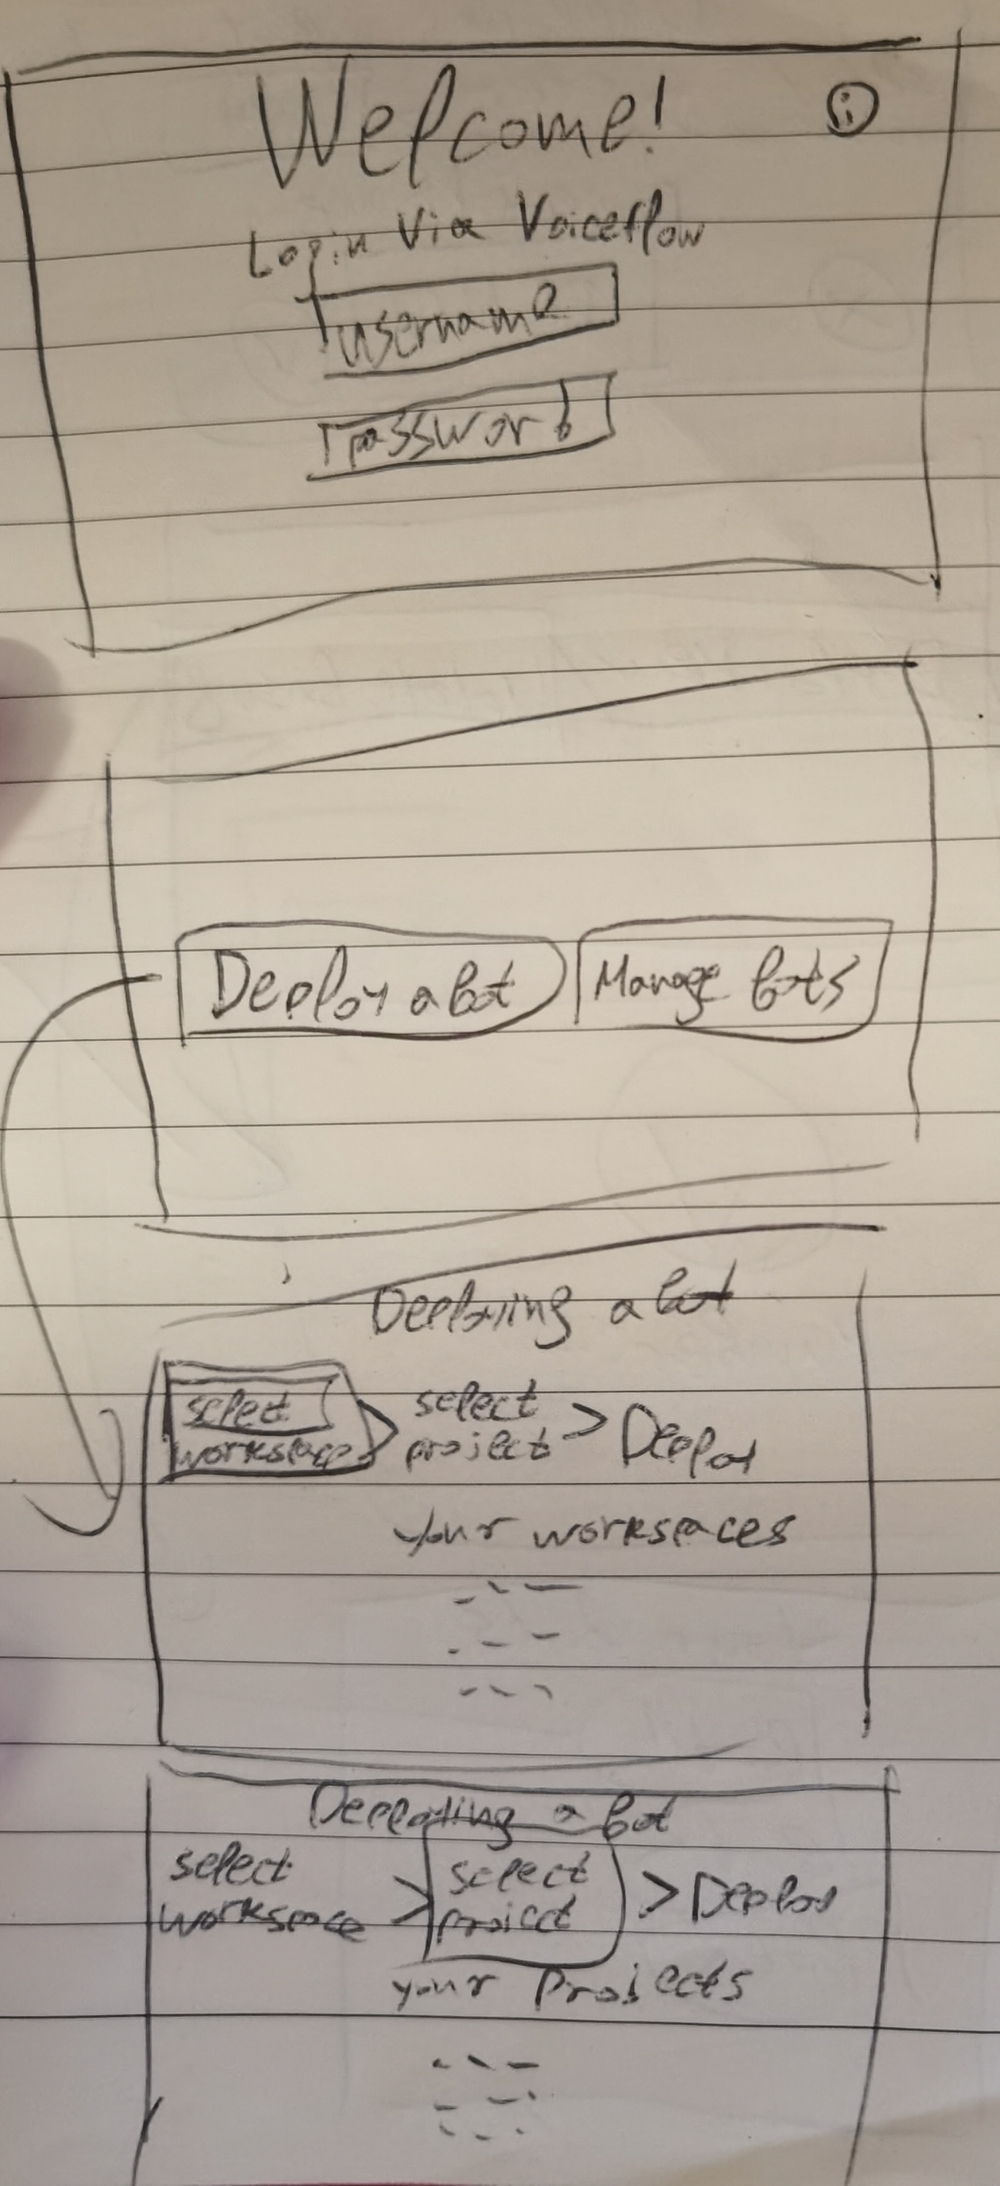 Welcome! i
Login Via Voiceflow
username
password
Deploy a bot Manage bots
Deploying a bot
select workspace > select project > Deploy
your workspaces
Deploying a bot
select workspace > select project > Deploy
your Projects